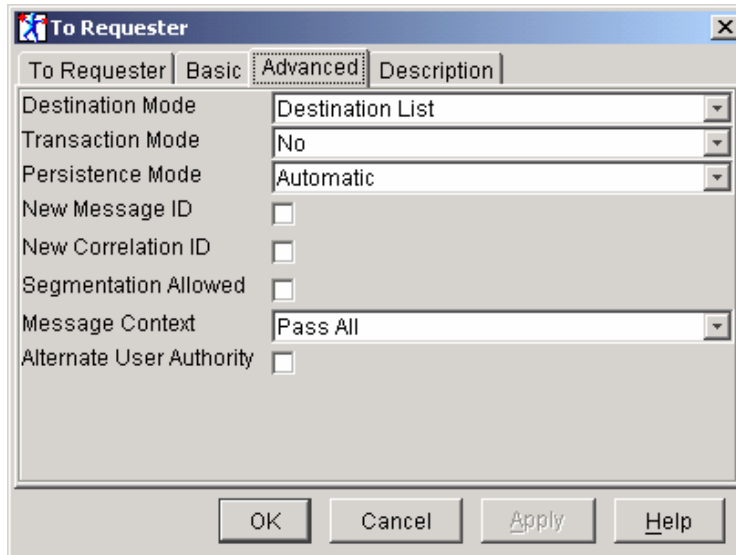 To Requester
To Requester Basic Advanced Description
Destination Mode Destination List
Transaction Mode No
Persistence Mode Automatic
New Message ID
New Correlation ID
Segmentation Allowed
Message Context Pass All
Alternate User Authority
OK Cancel Apply Help